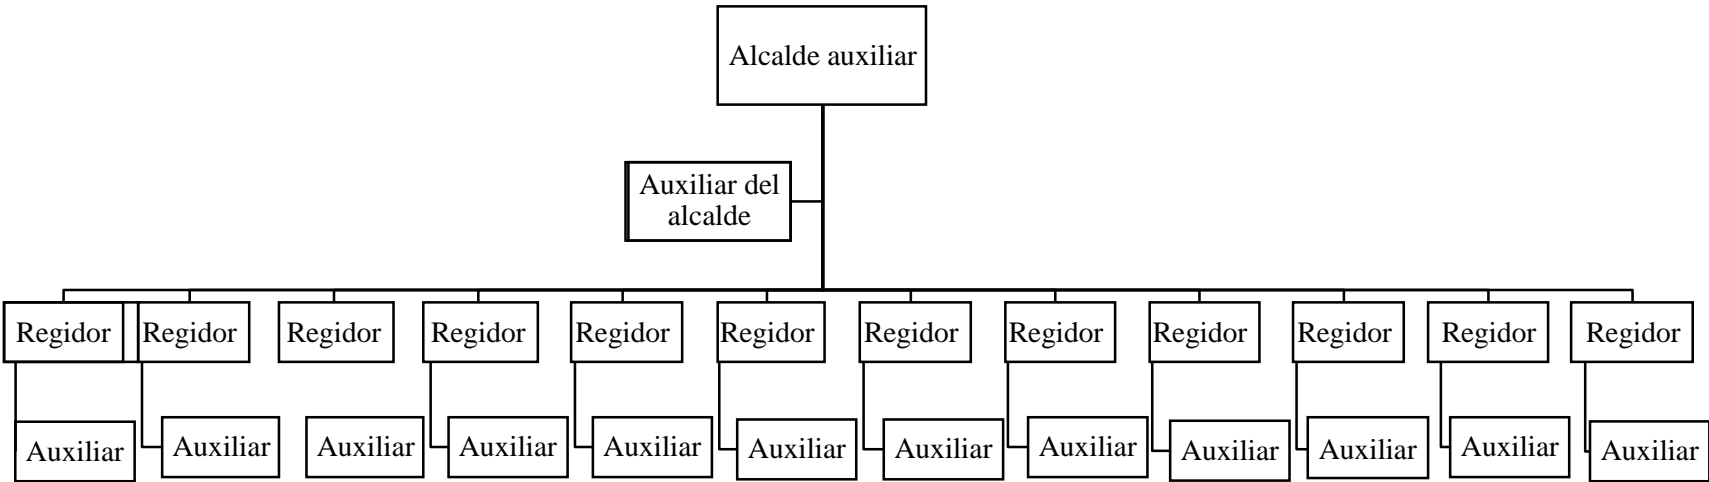 Alcalde auxiliar
Auxiliar del
alcalde
Regidor Regidor Regidor Regidor Regidor Regidor Regidor Regidor Regidor Regidor Regidor Regidor
Auxiliar Auxiliar Auxiliar Auxiliar Auxiliar Auxiliar Auxiliar Auxiliar Auxiliar Auxiliar Auxiliar Auxiliar